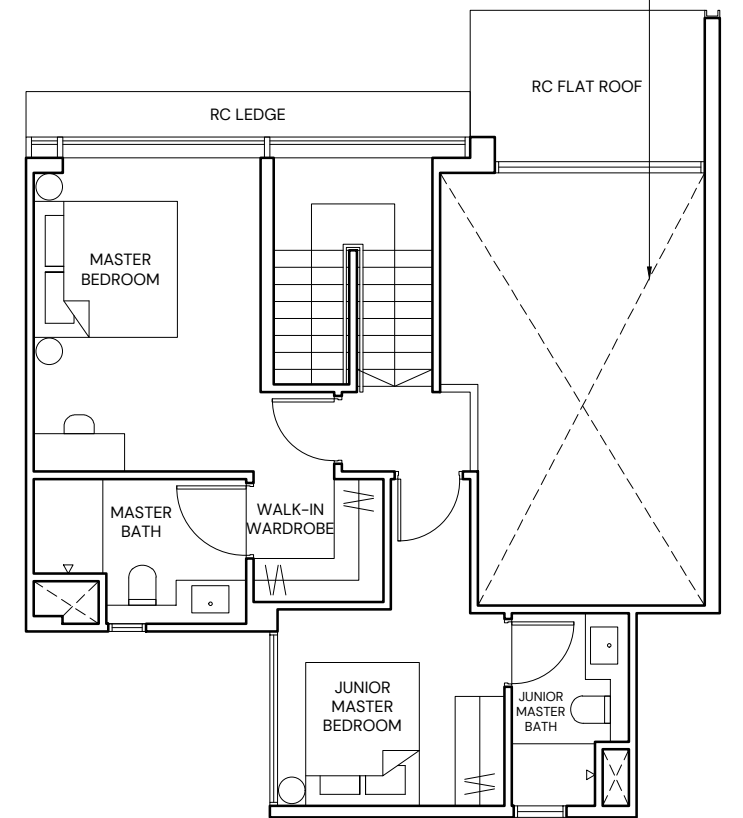 RC FLAT ROOF
RC LEDGE
MASTER
BEDROOM
MASTER
BATH
WALK-IN
WARDROBE
JUNIOR
MASTER
BEDROOM
JUNIOR
MASTER
BATH